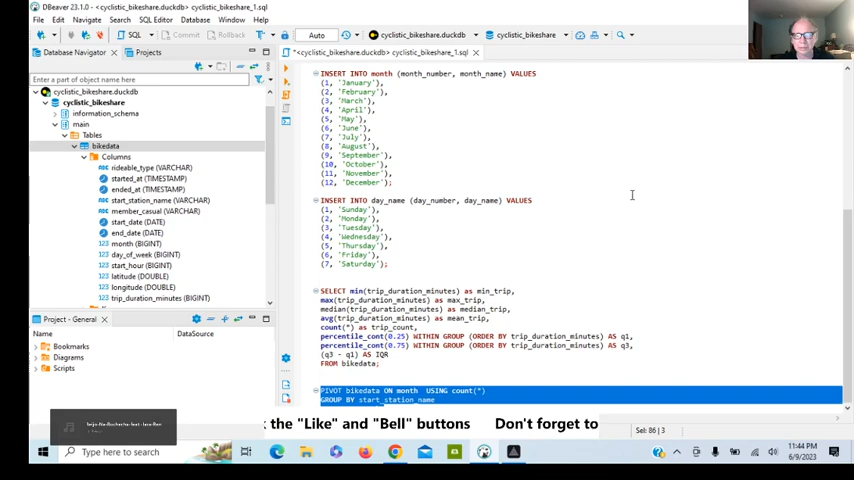 DBeaver 23.1.0 - <cyclistic_bikeshare.duckdb> cyclistic_bikeshare_1.sql
File Edit Navigate Search SQL Editor Database Window Help
SQL Commit Rollback T Auto cyclistic_bikeshare.duckdb cyclistic_bikeshare
Database Navigator Projects
*<cyclistic_bikeshare.duckdb> cyclistic_bikeshare_1.sql
Enter a part of object name here
cyclistic_bikeshare.duckdb
cyclistic_bikeshare
information_schema
main
Tables
bikedata
Columns
rideable_type (VARCHAR)
started_at (TIMESTAMP)
ended_at (TIMESTAMP)
start_station_name (VARCHAR)
member_casual (VARCHAR)
start_date (DATE)
end_date (DATE)
month (BIGINT)
day_of_week (BIGINT)
start_hour (BIGINT)
latitude (DOUBLE)
longitude (DOUBLE)
trip_duration_minutes (BIGINT)
Project - General
Name DataSource
Bookmarks
Diagrams
Scripts
INSERT INTO month (month_number, month_name) VALUES
(1, 'January'),
(2, 'February'),
(3, 'March'),
(4, 'April'),
(5, 'May'),
(6, 'June'),
(7, 'July'),
(8, 'August'),
(9, 'September'),
(10, 'October'),
(11, 'November'),
(12, 'December');
INSERT INTO day_name (day_number, day_name) VALUES
(1, 'Sunday'),
(2, 'Monday'),
(3, 'Tuesday'),
(4, 'Wednesday'),
(5, 'Thursday'),
(6, 'Friday'),
(7, 'Saturday');
SELECT min(trip_duration_minutes) as min_trip,
max(trip_duration_minutes) as max_trip,
median(trip_duration_minutes) as median_trip,
avg(trip_duration_minutes) as mean_trip,
count(*) as trip_count,
percentile_cont(0.25) WITHIN GROUP (ORDER BY trip_duration_minutes) AS q1,
percentile_cont(0.75) WITHIN GROUP (ORDER BY trip_duration_minutes) AS q3,
(q3 - q1) AS IQR
FROM bikedata;
PIVOT bikedata ON month USING count(*)
GROUP BY start_station_name
k the "Like" and "Bell" buttons Don't forget to
Sel: 86 | 3
Type here to search
11:44 PM
6/9/2023